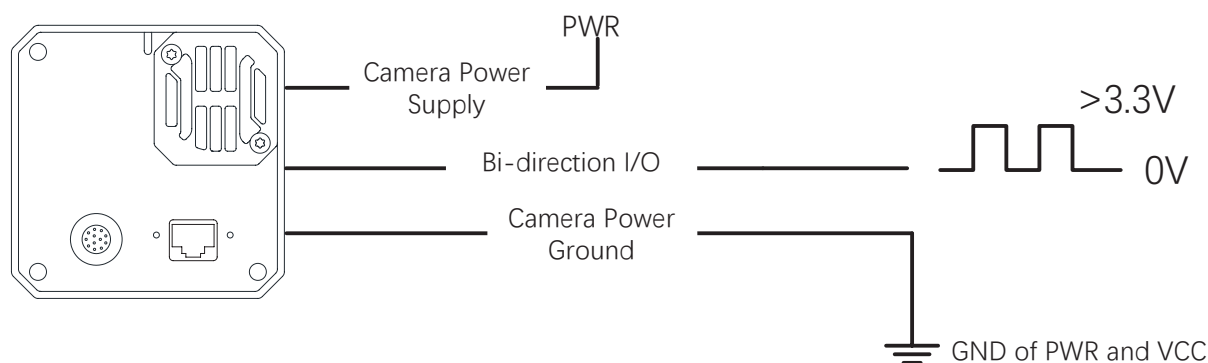 PWR
Camera Power
Supply
>3.3V
Bi-direction I/O
0V
Camera Power
Ground
GND of PWR and VCC